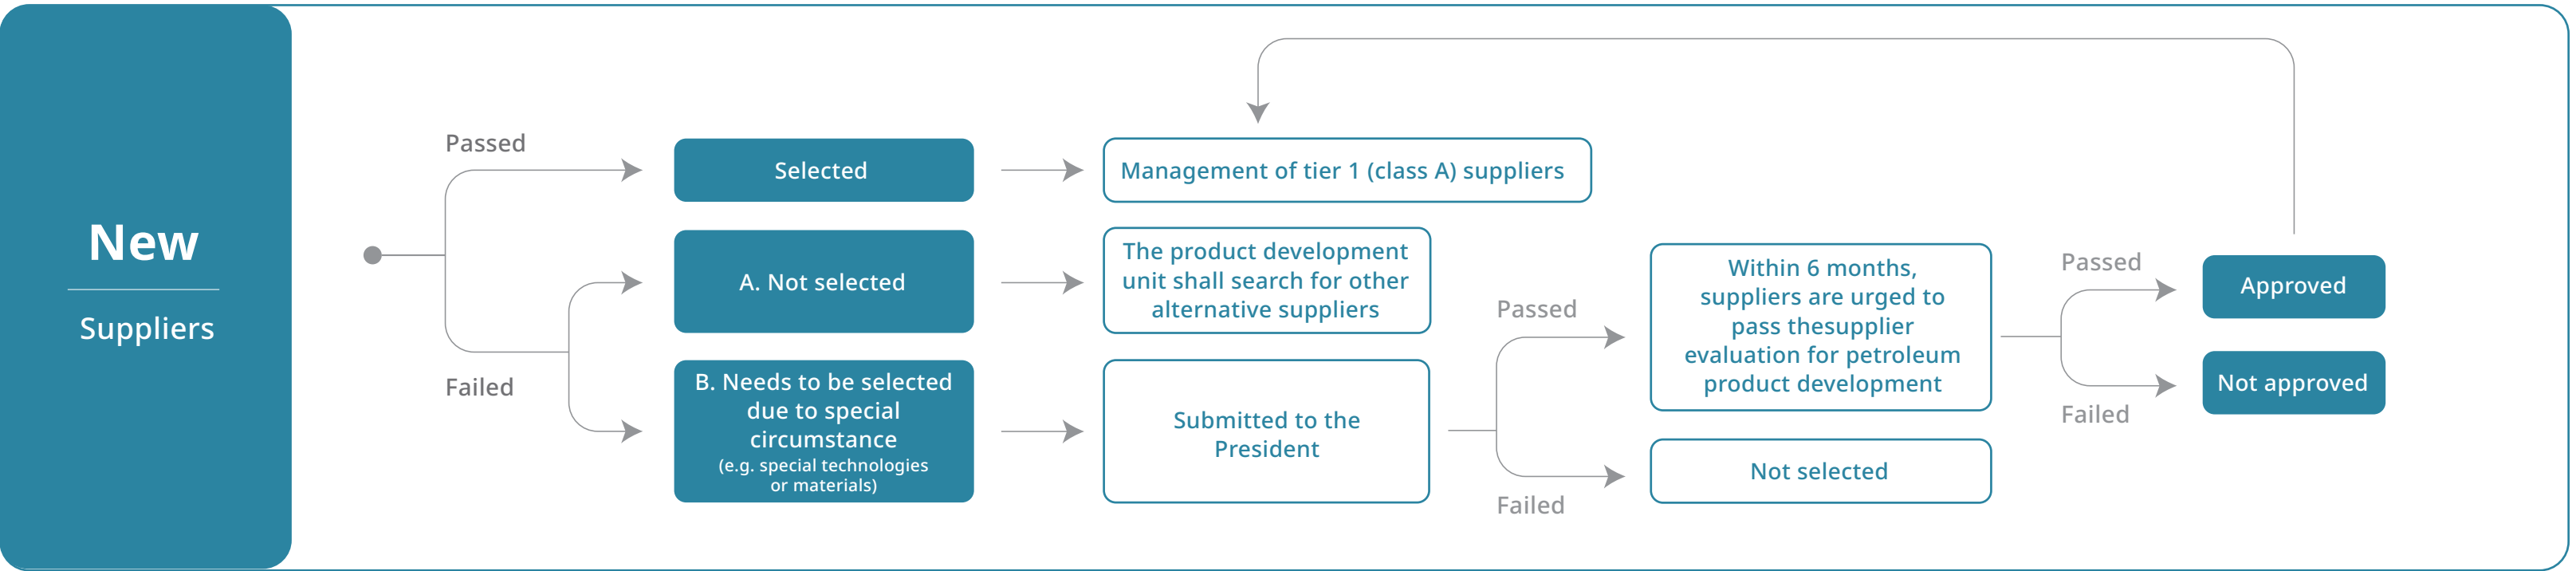 New
Suppliers
Passed
Failed
Selected
Management of tier 1 (class A) suppliers
A. Not selected
The product development
unit shall search for other
alternative suppliers
B. Needs to be selected
due to special
circumstance
(e.g. special technologies
or materials)
Submitted to the
President
Passed
Failed
Within 6 months,
suppliers are urged to
pass thesupplier
evaluation for petroleum
product development
Not selected
Passed
Failed
Approved
Not approved